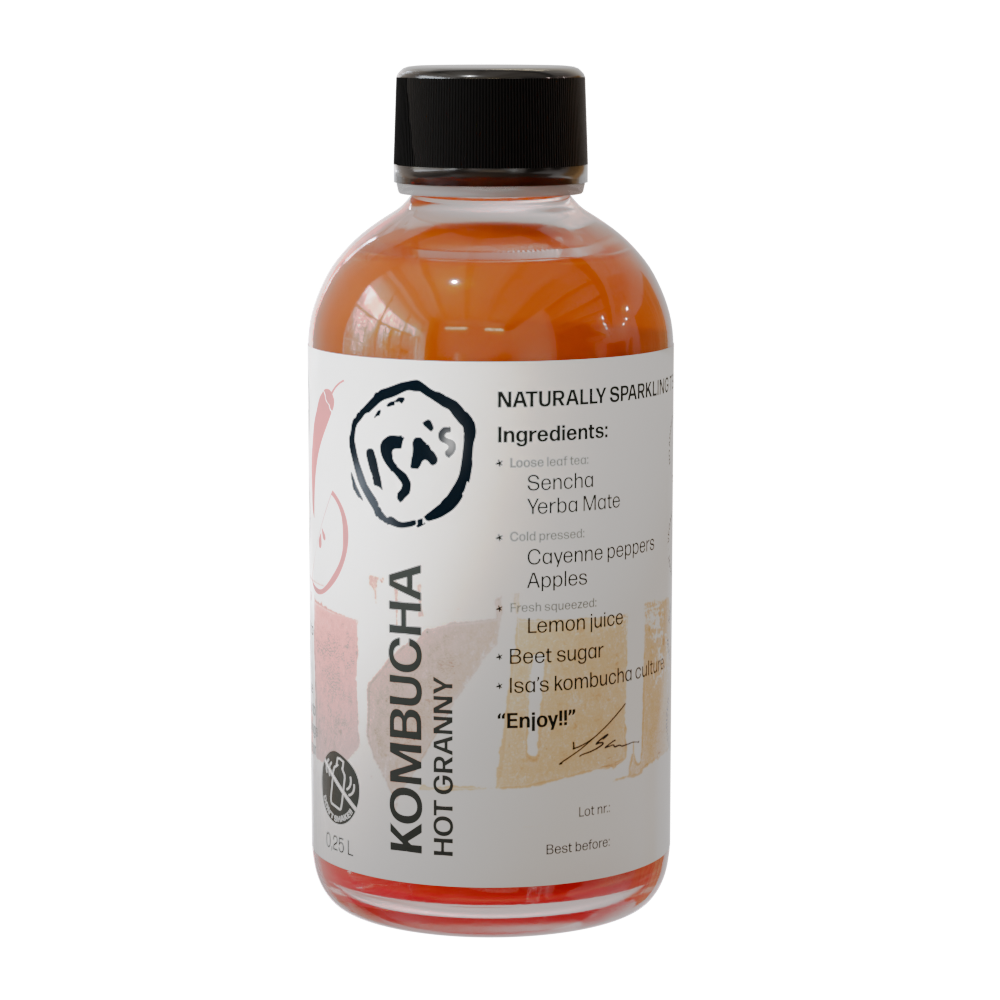 ISA'S
KOMBUCHA
HOT GRANNY
0,25 L
NATURALLY SPARKLING
Ingredients:
* Loose leaf tea:
Sencha
Yerba Mate
* Cold pressed:
Cayenne peppers
Apples
* Fresh squeezed:
Lemon juice
* Beet sugar
* Isa's kombucha culture
“Enjoy!!”
Isa
Lot nr.:
Best before: